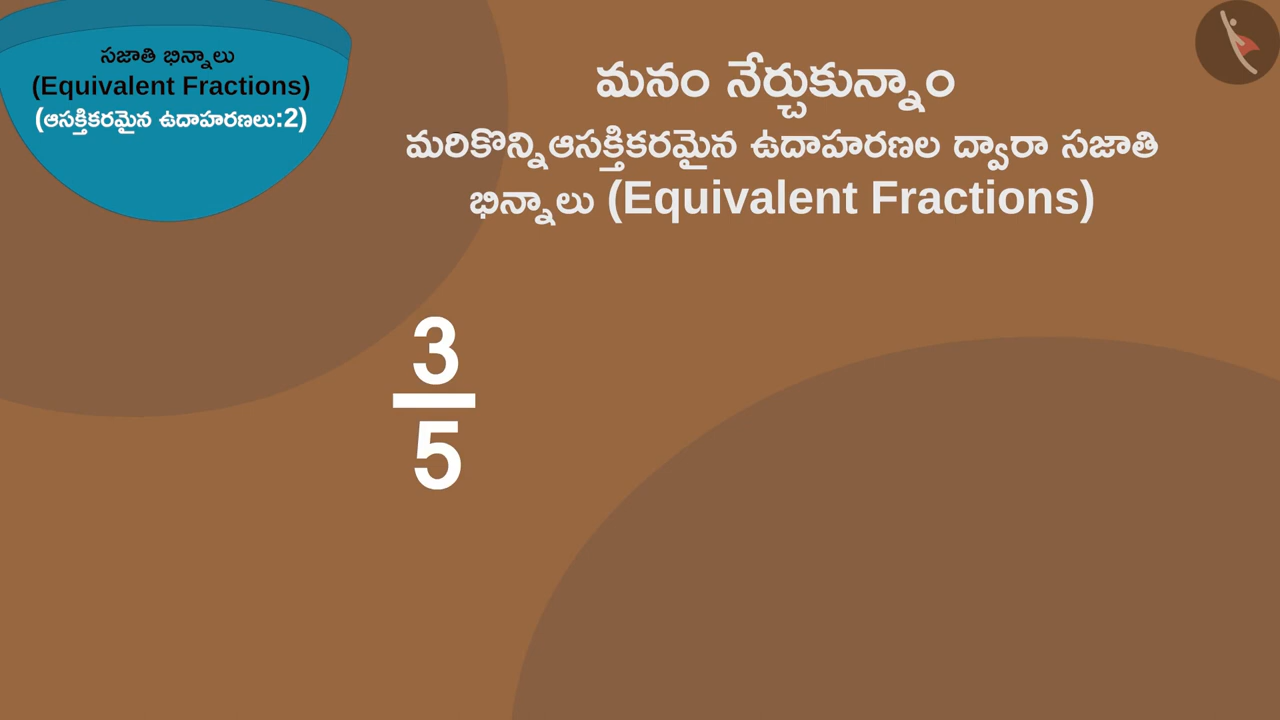 సజాతి భిన్నాలు
(Equivalent Fractions)
(ఆసక్తికరమైన ఉదాహరణలు:2)
మనం నేర్చుకున్నాం
మరికొన్ని ఆసక్తికరమైన ఉదాహరణల ద్వారా సజాతి
భిన్నాలు (Equivalent Fractions)
3
5